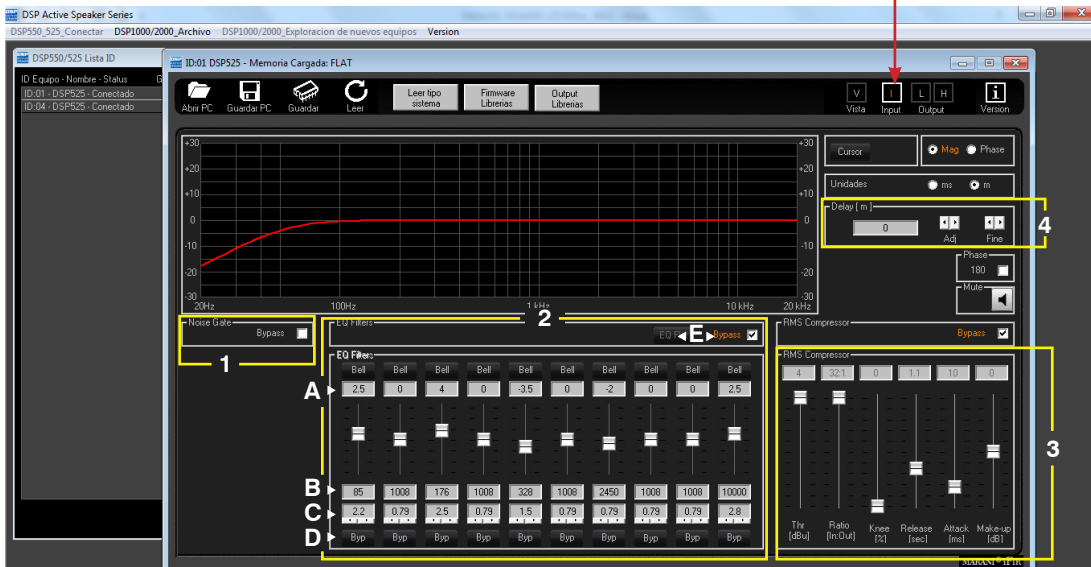 DSP Active Speaker Series
DSP550_525_Conectar DSP1000/2000_Archivo DSP1000/2000_Exploracion de nuevos equipos Version
DSP550/525 Lista ID
ID Equipo - Nombre - Status G
ID:01 - DSP525 - Conectado
ID:04 - DSP525 - Conectado
ID:01 DSP525 - Memoria Cargada: FLAT
Abrir PC Guardar PC Guardar Leer
Leer tipo sistema
Firmware Librerias
Output Librerias
V I L H i
Vista Input Output Version
+30 +30
+20 +20
+10 +10
0 0
-10 -10
-20 -20
-30 -30
20Hz 100Hz 1 kHz 10 kHz 20 kHz
Cursor Mag Phase
Unidades ms m
Delay [ m ]
0 Adj Fine 4
Phase
180
Mute
Noise Gate
Bypass
1
EQ Filters 2
E Bypass
RMS Compressor
Bypass
EQ Filters
Bell Bell Bell Bell Bell Bell Bell Bell Bell Bell
A 2.5 0 4 0 -3.5 0 -2 0 0 2.5
B 85 1008 176 1008 328 1008 2450 1008 1008 10000
C 2.2 0.79 2.5 0.79 1.5 0.79 0.79 0.79 0.79 2.8
D Byp Byp Byp Byp Byp Byp Byp Byp Byp Byp
RMS Compressor
4 32:1 0 1.1 10 0
3
Thr [dBu] Ratio [In:Out] Knee [%] Release [sec] Attack [ms] Make-up [dB]